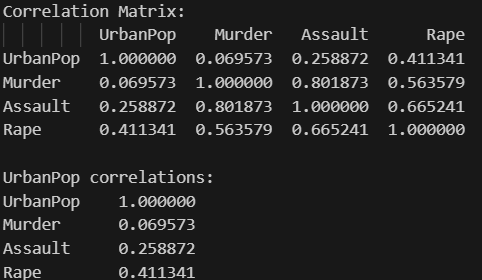 Correlation Matrix:
          UrbanPop    Murder   Assault      Rape
UrbanPop  1.000000  0.069573  0.258872  0.411341
Murder    0.069573  1.000000  0.801873  0.563579
Assault   0.258872  0.801873  1.000000  0.665241
Rape      0.411341  0.563579  0.665241  1.000000

UrbanPop correlations:
UrbanPop    1.000000
Murder      0.069573
Assault     0.258872
Rape        0.411341